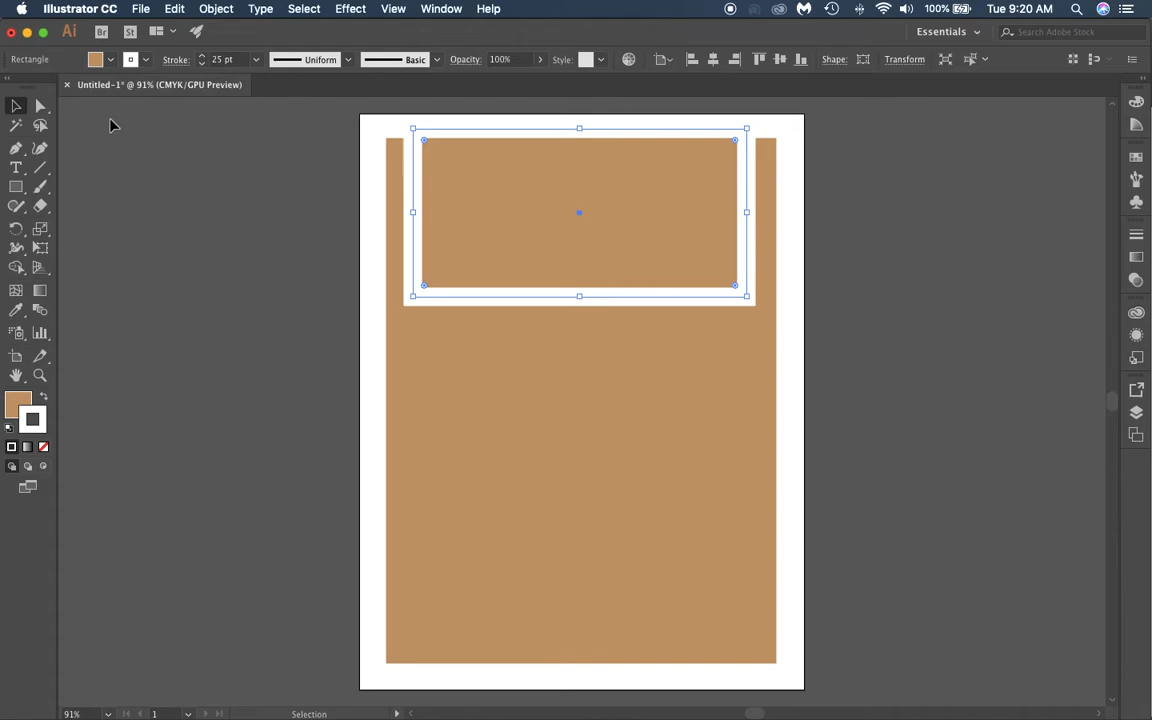 Illustrator CC File Edit Object Type Select Effect View Window Help 100% Tue 9:20 AM
Ai Br St Essentials Search Adobe Stock
Rectangle Stroke: 25 pt Uniform Basic Opacity: 100% Style: Shape: Transform
× Untitled-1* @ 91% (CMYK/GPU Preview)
T
91% 1 Selection